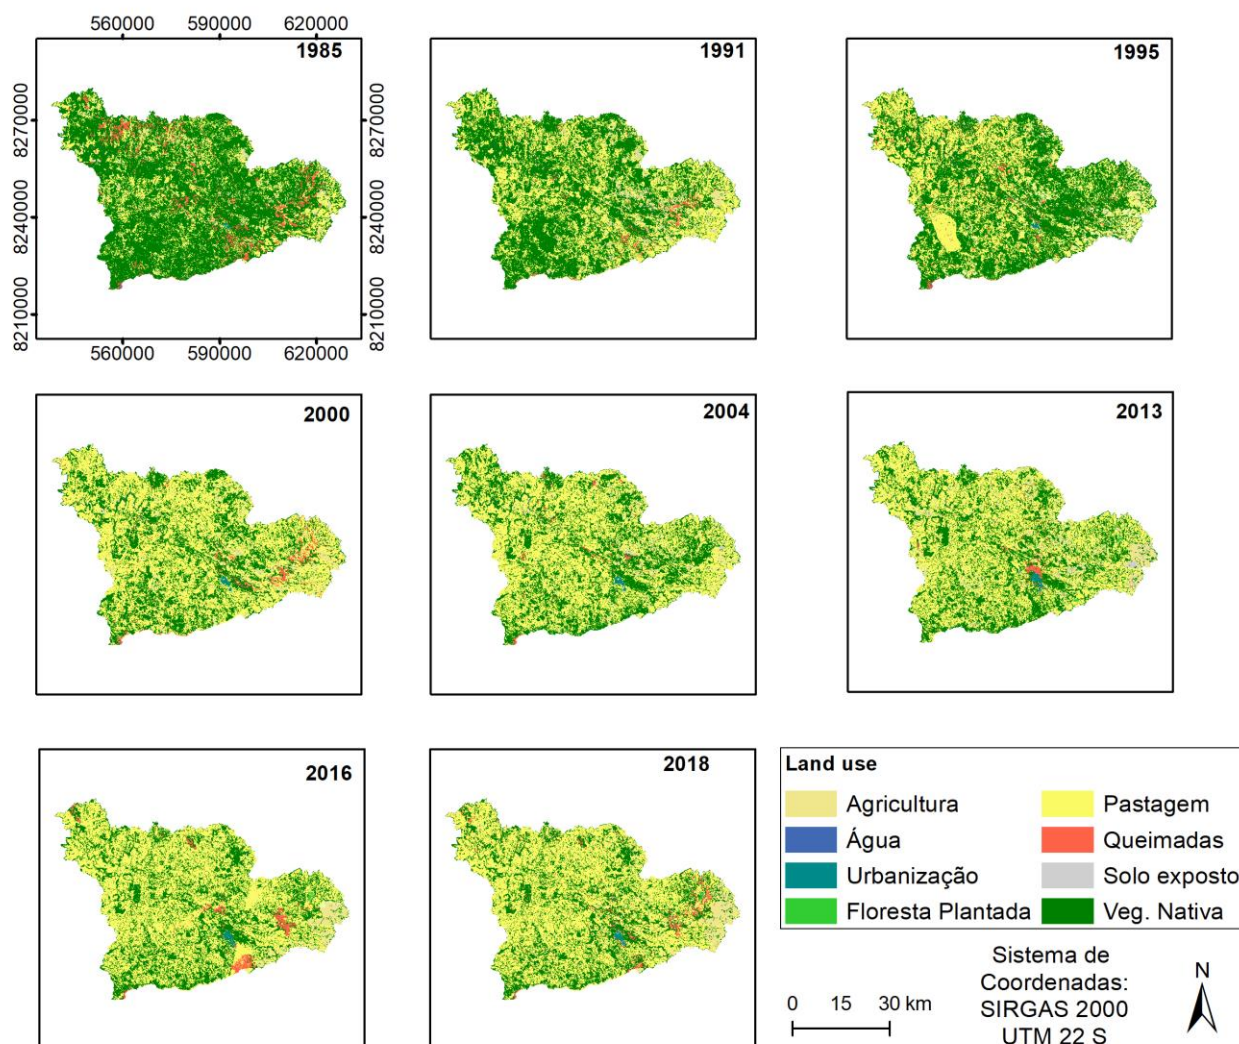 560000 590000 620000
1985
1991
1995
8270000
8240000
8210000
8270000
8240000
8210000
560000 590000 620000
2000
2004
2013
2016
2018
Land use
Agricultura
Pastagem
Água
Queimadas
Urbanização
Solo exposto
Floresta Plantada
Veg. Nativa
0 15 30 km
Sistema de
Coordenadas:
SIRGAS 2000
UTM 22 S
N